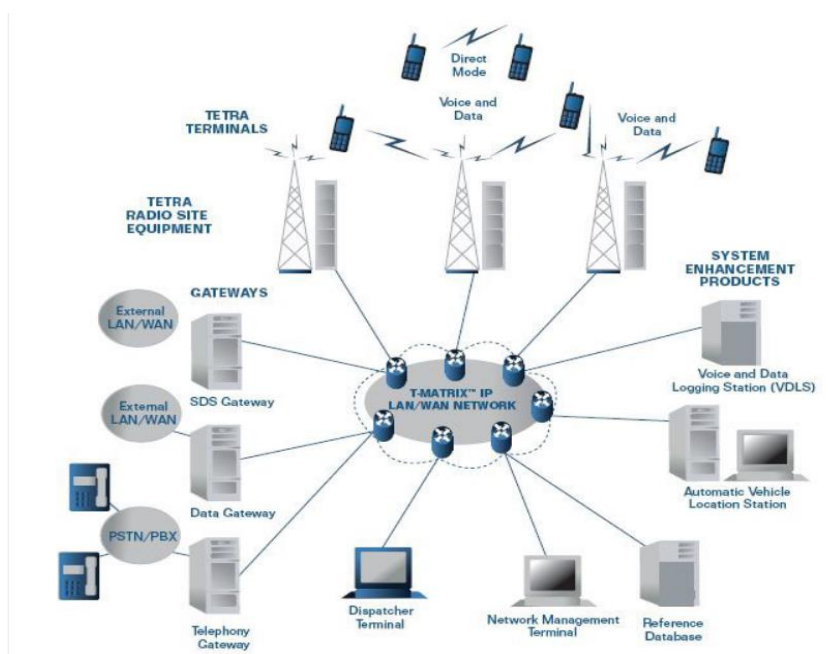 Direct
Mode
Voice and
Data
Voice and
Data
TETRA
TERMINALS
TETRA
RADIO SITE
EQUIPMENT
SYSTEM
ENHANCEMENT
PRODUCTS
GATEWAYS
External
LAN/WAN
SDS Gateway
T-MATRIX™ IP
LAN/WAN NETWORK
Voice and Data
Logging Station (VDLS)
External
LAN/WAN
Data Gateway
Automatic Vehicle
Location Station
PSTN/PBX
Telephony
Gateway
Dispatcher
Terminal
Network Management
Terminal
Reference
Database